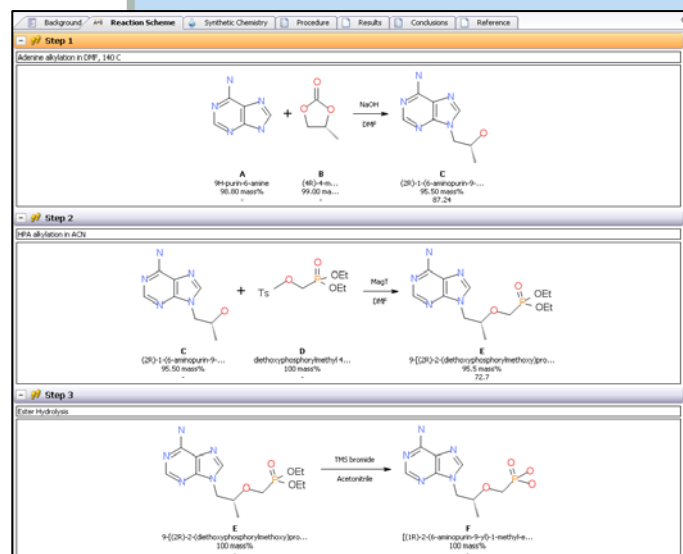 Background Reaction Scheme Synthetic Chemistry Procedure Results Conclusions Reference
Step 1
Adenine alkylation in DMF, 140 C
N
N
N
N
N
+
O
O
O
NaOH
DMF
N
N
N
N
N
O
A
9H-purin-6-amine
98.80 mass%
-
B
(4R)-4-m...
99.00 ma...
-
C
(2R)-1-(6-aminopurin-9-...
95.50 mass%
87.24
Step 2
HPA alkylation in ACN
N
N
N
N
N
O
+
Ts
O
O
P
OEt
OEt
MagT
DMF
N
N
N
N
N
O
O
P
OEt
OEt
C
(2R)-1-(6-aminopurin-9-...
95.50 mass%
-
D
diethoxyphosphorylmethyl 4...
100 mass%
-
E
9-[(2R)-2-(diethoxyphosphorylmethoxy)pro...
95.5 mass%
72.7
Step 3
Ester Hydrolysis
N
N
N
N
N
O
O
P
OEt
OEt
TMS bromide
Acetonitrile
N
N
N
N
N
O
O
P
O
O
E
9-[(2R)-2-(diethoxyphosphorylmethoxy)pro...
100 mass%
F
[(1R)-2-(6-aminopurin-9-yl)-1-methyl-e...
100 mass%